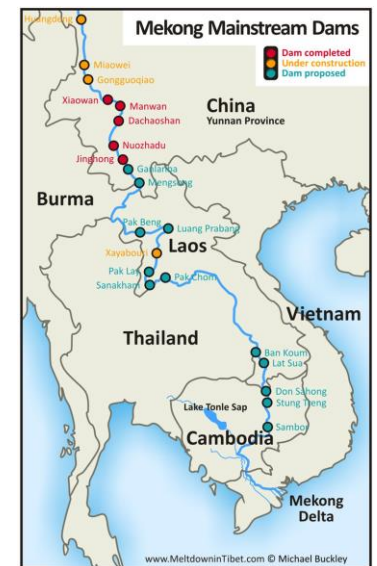 Mekong Mainstream Dams
Dam completed
Under construction
Dam proposed
Huangdeng
Miaowei
Gongguoqiao
Xiaowan
Manwan
Dachaoshan
China
Yunnan Province
Nuozhadu
Jinghong
Ganlanba
Mengsong
Burma
Pak Beng
Luang Prabang
Laos
Xayabouri
Pak Lay
Pak Chom
Sanakham
Vietnam
Thailand
Ban Koum
Lat Sua
Don Sahong
Stung Treng
Lake Tonle Sap
Sambor
Cambodia
Mekong
Delta
www.MeltdowninTibet.com © Michael Buckley